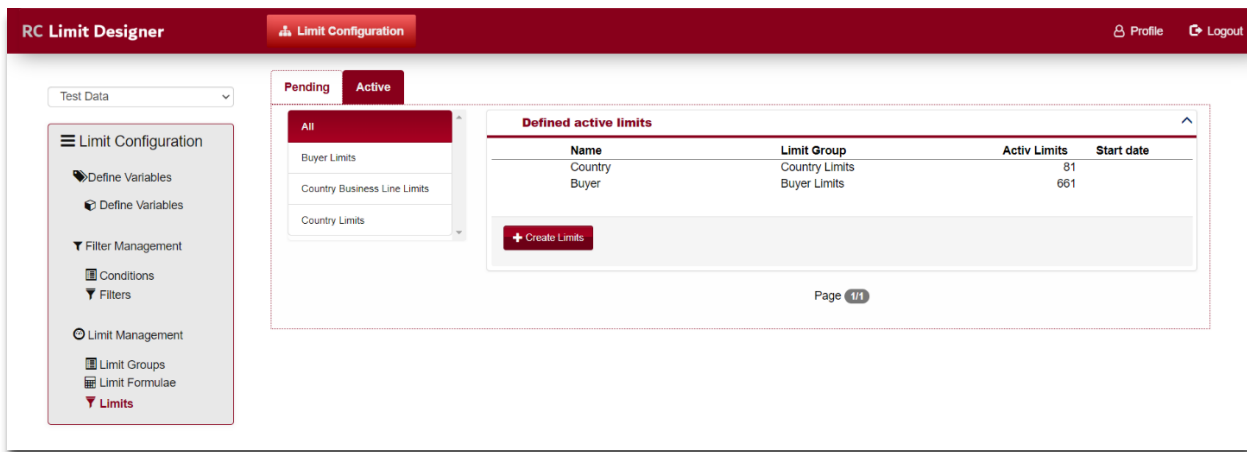 RC Limit Designer
Limit Configuration
Profile
Logout
Test Data
Limit Configuration
Define Variables
Define Variables
Filter Management
Conditions
Filters
Limit Management
Limit Groups
Limit Formulae
Limits
Pending
Active
All
Buyer Limits
Country Business Line Limits
Country Limits
Defined active limits
Name Limit Group Activ Limits Start date
Country Country Limits 81
Buyer Buyer Limits 661
Create Limits
Page 1/1